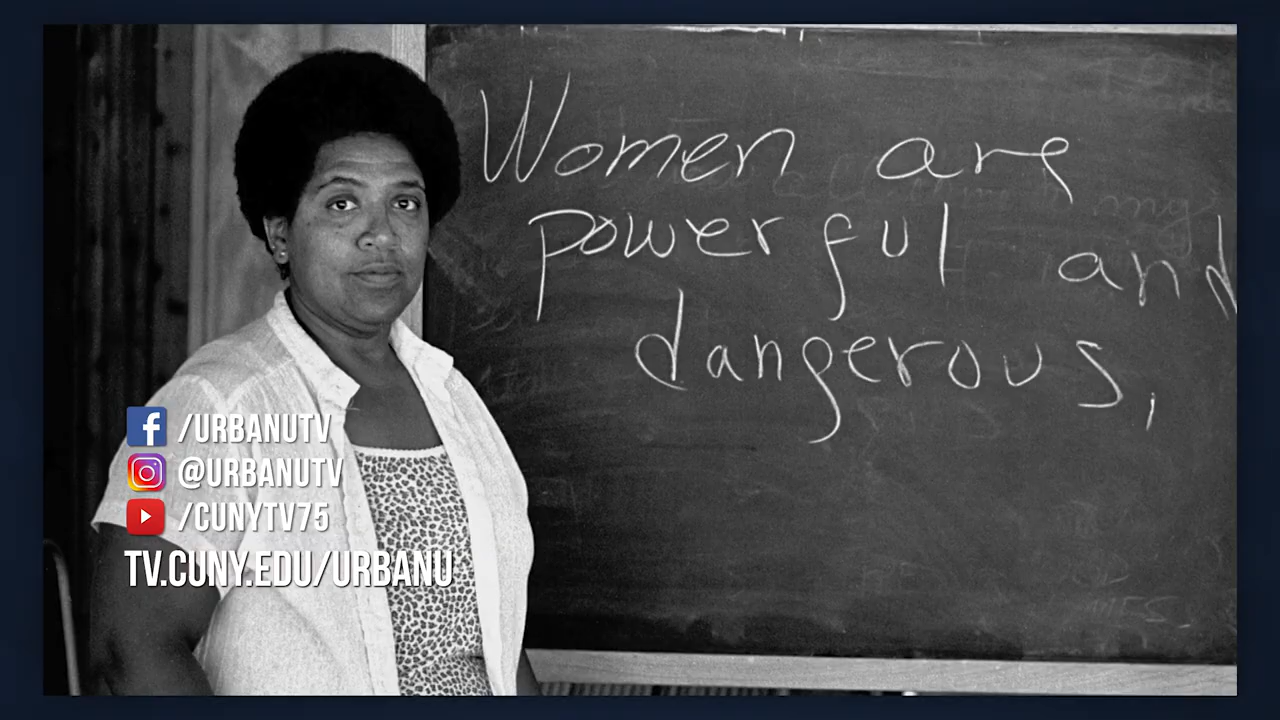 Women are
powerful and
dangerous,
/URBANUTV
@URBANUTV
/CUNYTV75
TV.CUNY.EDU/URBANU